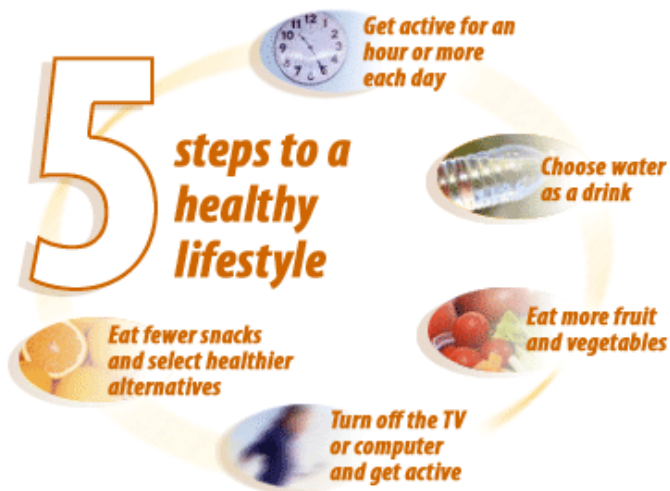 5
steps to a
healthy
lifestyle
Get active for an
hour or more
each day
Choose water
as a drink
Eat more fruit
and vegetables
Turn off the TV
or computer
and get active
Eat fewer snacks
and select healthier
alternatives